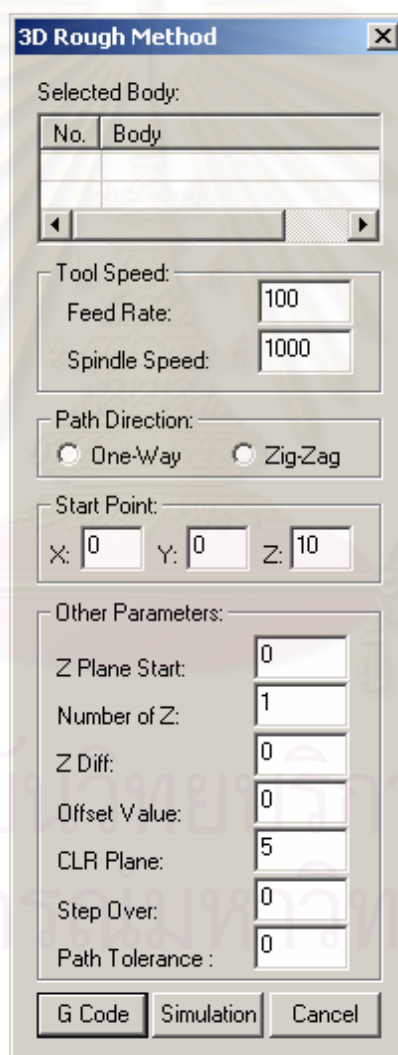 3D Rough Method
Selected Body:
No. Body
Tool Speed:
Feed Rate: 100
Spindle Speed: 1000
Path Direction:
One-Way Zig-Zag
Start Point:
X: 0 Y: 0 Z: 10
Other Parameters:
Z Plane Start: 0
Number of Z: 1
Z Diff: 0
Offset Value: 0
CLR Plane: 5
Step Over: 0
Path Tolerance : 0
G Code Simulation Cancel